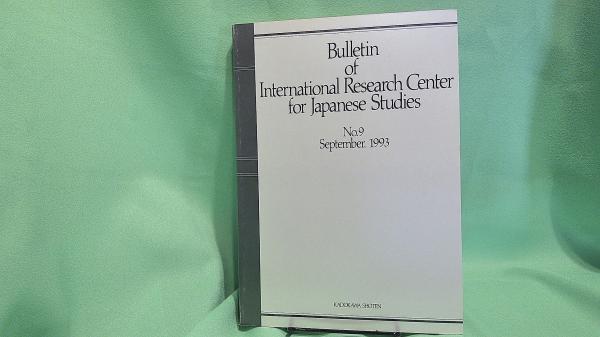 Bulletin
of
International Research Center
for Japanese Studies
No.9
September. 1993
KADOKAWA SHOTEN